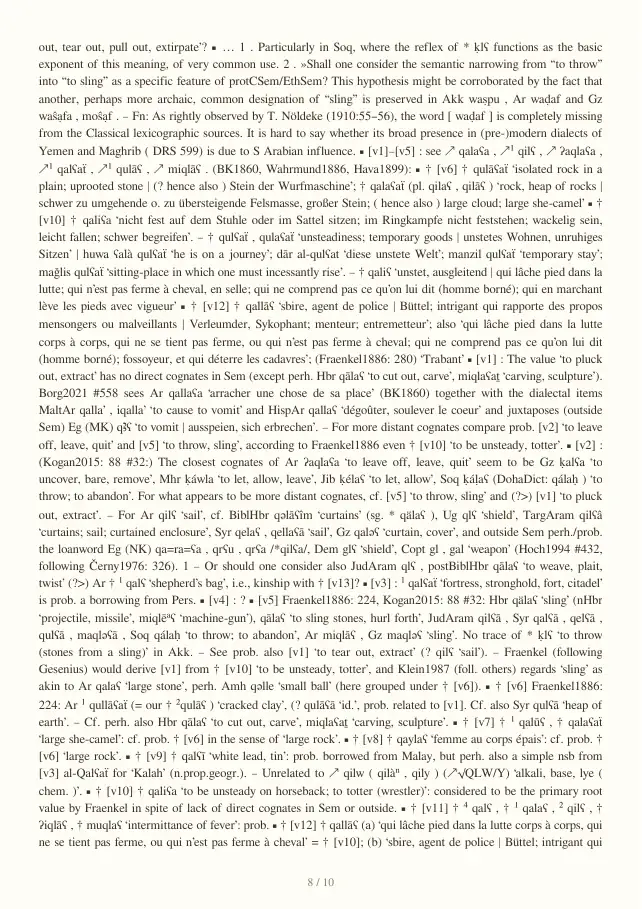 out, tear out, pull out, extirpate’? ▪ … 1 . Particularly in Soq, where the reflex of * ḳlʕ functions as the basic
exponent of this meaning, of very common use. 2 . »Shall one consider the semantic narrowing from “to throw”
into “to sling” as a specific feature of protCSem/EthSem? This hypothesis might be corroborated by the fact that
another, perhaps more archaic, common designation of “sling” is preserved in Akk waṣpu , Ar waḍaf and Gz
waṣ́afa , moṣ́af . – Fn: As rightly observed by T. Nöldeke (1910:55–56), the word [ waḍaf ] is completely missing
from the Classical lexicographic sources. It is hard to say whether its broad presence in (pre-)modern dialects of
Yemen and Maghrib ( DRS 599) is due to S Arabian influence. ▪ [v1]–[v5] : see ↗ qalaʕa , ↗¹ qilʕ , ↗ ʔaqlaʕa ,
↗¹ qalʕaẗ , ↗¹ qulāʕ , ↗ miqlāʕ . (BK1860, Wahrmund1886, Hava1899): ▪ † [v6] † qulāʕaẗ ‘isolated rock in a
plain; uprooted stone | (? hence also ) Stein der Wurfmaschine’; † qalaʕaẗ (pl. qilaʕ , qilāʕ ) ‘rock, heap of rocks |
schwer zu umgehende o. zu übersteigende Felsmasse, großer Stein; ( hence also ) large cloud; large she-camel’ ▪ †
[v10] † qaliʕa ‘nicht fest auf dem Stuhle oder im Sattel sitzen; im Ringkampfe nicht feststehen; wackelig sein,
leicht fallen; schwer begreifen’. – † qulʕaẗ , qulaʕaẗ ‘unsteadiness; temporary goods | unstetes Wohnen, unruhiges
Sitzen’ | huwa ʕalà qulʕaẗ ‘he is on a journey’; dār al-qulʕaẗ ‘diese unstete Welt’; manzil qulʕaẗ ‘temporary stay’;
maǧlis qulʕaẗ ‘sitting-place in which one must incessantly rise’. – † qaliʕ ‘unstet, ausgleitend | qui lâche pied dans la
lutte; qui n’est pas ferme à cheval, en selle; qui ne comprend pas ce qu’on lui dit (homme borné); qui en marchant
lève les pieds avec vigueur’ ▪ † [v12] † qallāʕ ‘sbire, agent de police | Büttel; intrigant qui rapporte des propos
mensongers ou malveillants | Verleumder, Sykophant; menteur; entremetteur’; also ‘qui lâche pied dans la lutte
corps à corps, qui ne se tient pas ferme, ou qui n’est pas ferme à cheval; qui ne comprend pas ce qu’on lui dit
(homme borné); fossoyeur, et qui déterre les cadavres’; (Fraenkel1886: 280) ‘Trabant’ ▪ [v1] : The value ‘to pluck
out, extract’ has no direct cognates in Sem (except perh. Hbr qālaʕ ‘to cut out, carve’, miqlaʕaṯ ‘carving, sculpture’).
Borg2021 #558 sees Ar qallaʕa ‘arracher une chose de sa place’ (BK1860) together with the dialectal items
MaltAr qalla’ , iqalla’ ‘to cause to vomit’ and HispAr qallaʕ ‘dégoûter, soulever le coeur’ and juxtaposes (outside
Sem) Eg (MK) qꜣʕ ‘to vomit | ausspeien, sich erbrechen’. – For more distant cognates compare prob. [v2] ‘to leave
off, leave, quit’ and [v5] ‘to throw, sling’, according to Fraenkel1886 even † [v10] ‘to be unsteady, totter’. ▪ [v2] :
(Kogan2015: 88 #32:) The closest cognates of Ar ʔaqlaʕa ‘to leave off, leave, quit’ seem to be Gz ḳalʕa ‘to
uncover, bare, remove’, Mhr ḳáwla ‘to let, allow, leave’, Jib ḳélaʕ ‘to let, allow’, Soq ḳáḷaʕ (DohaDict: qálaḥ ) ‘to
throw; to abandon’. For what appears to be more distant cognates, cf. [v5] ‘to throw, sling’ and (?>) [v1] ‘to pluck
out, extract’. – For Ar qilʕ ‘sail’, cf. BiblHbr qəlāʕīm ‘curtains’ (sg. * qälaʕ ), Ug qlʕ ‘shield’, TargAram qilʕā
‘curtains; sail; curtained enclosure’, Syr qelaʕ , qellaʕā ‘sail’, Gz qalaʕ ‘curtain, cover’, and outside Sem perh./prob.
the loanword Eg (NK) qa=ra=ʕa , qrʕu , qrʕa /*qilʕa/, Dem glʕ ‘shield’, Copt gl , gal ‘weapon’ (Hoch1994 #432,
following Černy1976: 326). 1 – Or should one consider also JudAram qlʕ , postBiblHbr qālaʕ ‘to weave, plait,
twist’ (?>) Ar † ¹ qalʕ ‘shepherd’s bag’, i.e., kinship with † [v13]? ▪ [v3] : ¹ qalʕaẗ ‘fortress, stronghold, fort, citadel’
is prob. a borrowing from Pers. ▪ [v4] : ? ▪ [v5] Fraenkel1886: 224, Kogan2015: 88 #32: Hbr qälaʕ ‘sling’ (nHbr
‘projectile, missile’, miqlēᵃʕ ‘machine-gun’), qālaʕ ‘to sling stones, hurl forth’, JudAram qilʕā , Syr qalʕā , qelʕā ,
qulʕā , maqləʕā , Soq qálaḥ ‘to throw; to abandon’, Ar miqlāʕ , Gz maqləʕ ‘sling’. No trace of * ḳlʕ ‘to throw
(stones from a sling)’ in Akk. – See prob. also [v1] ‘to tear out, extract’ (? qilʕ ‘sail’). – Fraenkel (following
Gesenius) would derive [v1] from † [v10] ‘to be unsteady, totter’, and Klein1987 (foll. others) regards ‘sling’ as
akin to Ar qalaʕ ‘large stone’, perh. Amh qəlle ‘small ball’ (here grouped under † [v6]). ▪ † [v6] Fraenkel1886:
224: Ar ¹ qullāʕaẗ (= our † ²qulāʕ ) ‘cracked clay’, (? qulāʕaẗ ‘id.’, prob. related to [v1]. Cf. also Syr qulʕā ‘heap of
earth’. – Cf. perh. also Hbr qālaʕ ‘to cut out, carve’, miqlaʕaṯ ‘carving, sculpture’. ▪ † [v7] † ¹ qalūʕ , † qalaʕaẗ
‘large she-camel’: cf. prob. † [v6] in the sense of ‘large rock’. ▪ † [v8] † qaylaʕ ‘femme au corps épais’: cf. prob. †
[v6] ‘large rock’. ▪ † [v9] † qalʕī ‘white lead, tin’: prob. borrowed from Malay, but perh. also a simple nsb from
[v3] al-Qalʕaẗ for ‘Kalah’ (n.prop.geogr.). – Unrelated to ↗ qilw ( qilàⁿ , qily ) (↗√QLW/Y) ‘alkali, base, lye (
chem. )’. ▪ † [v10] † qaliʕa ‘to be unsteady on horseback; to totter (wrestler)’: considered to be the primary root
value by Fraenkel in spite of lack of direct cognates in Sem or outside. ▪ † [v11] † ⁴ qalʕ , † ¹ qalaʕ , ² qilʕ , †
ʔiqlāʕ , † muqlaʕ ‘intermittance of fever’: prob. ▪ † [v12] † qallāʕ (a) ‘qui lâche pied dans la lutte corps à corps, qui
ne se tient pas ferme, ou qui n’est pas ferme à cheval’ = † [v10]; (b) ‘sbire, agent de police | Büttel; intrigant qui
8 / 10